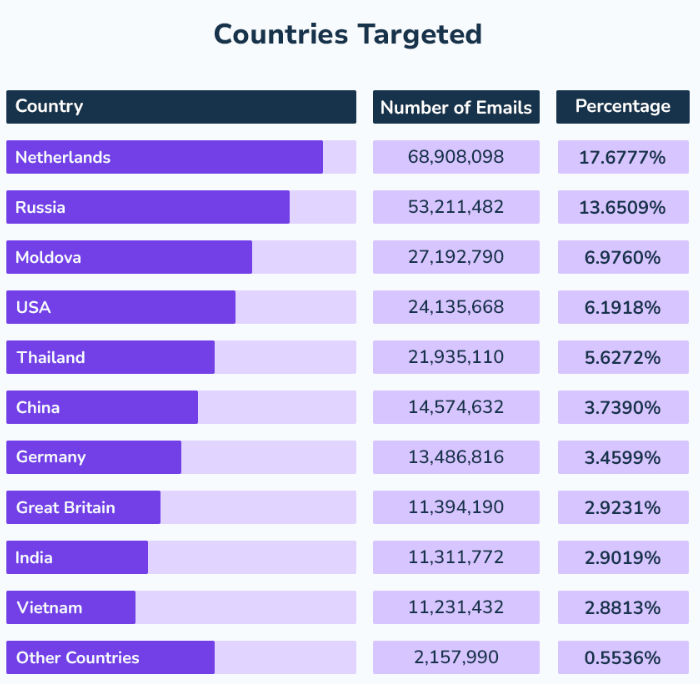 Countries Targeted
Country Number of Emails Percentage
Netherlands 68,908,098 17.6777%
Russia 53,211,482 13.6509%
Moldova 27,192,790 6.9760%
USA 24,135,668 6.1918%
Thailand 21,935,110 5.6272%
China 14,574,632 3.7390%
Germany 13,486,816 3.4599%
Great Britain 11,394,190 2.9231%
India 11,311,772 2.9019%
Vietnam 11,231,432 2.8813%
Other Countries 2,157,990 0.5536%